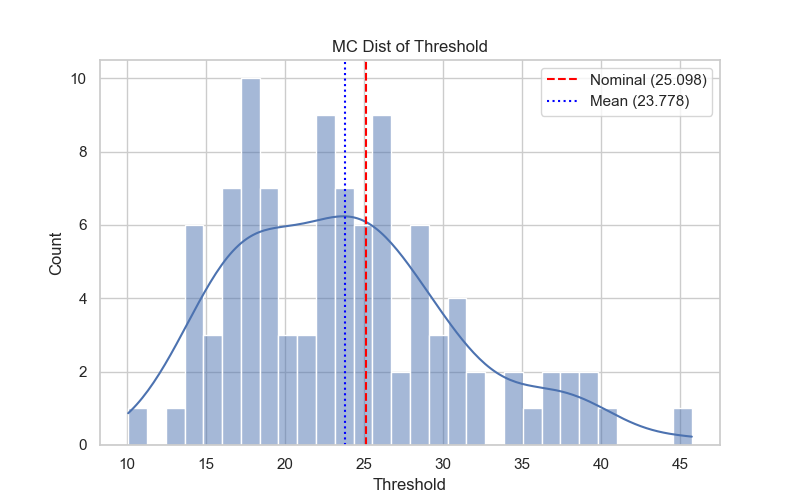 MC Dist of Threshold
Nominal (25.098)
Mean (23.778)
Count
10
8
6
4
2
0
10 15 20 25 30 35 40 45
Threshold